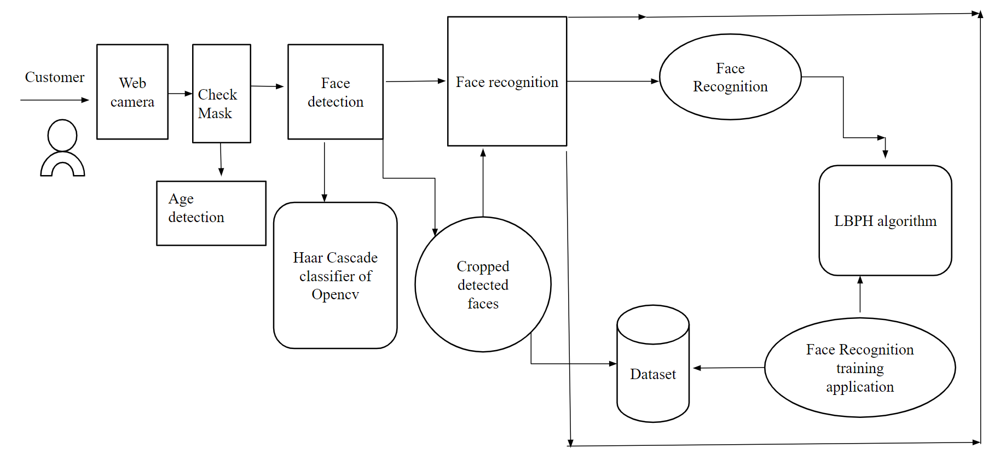 Customer
Web
camera
Check
Mask
Face
detection
Face recognition
Face
Recognition
Age
detection
Haar Cascade
classifier of
Opencv
Cropped
detected
faces
LBPH algorithm
Dataset
Face Recognition
training
application